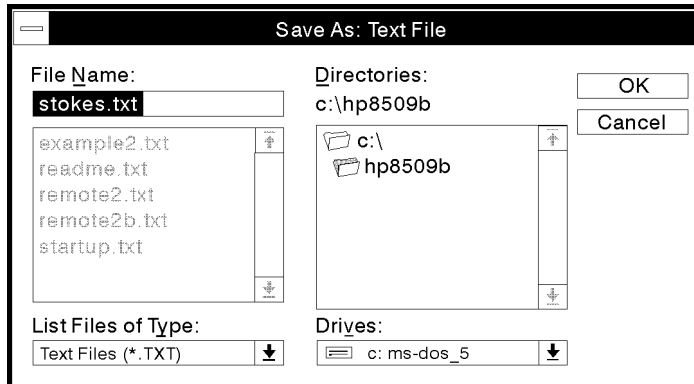 Save As: Text File
File Name:
stokes.txt
example2.txt
readme.txt
remote2.txt
remote2b.txt
startup.txt
List Files of Type:
Text Files (*.TXT)
Directories:
c:\hp8509b
c:\
hp8509b
Drives:
c: ms-dos_5
OK
Cancel